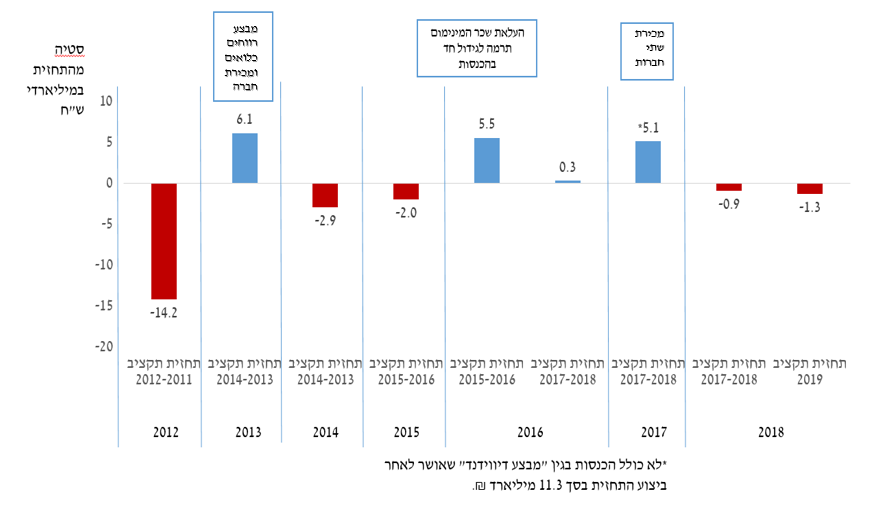 סטיה
מהתחזית
במיליארדי
ש"ח
מבצע
רווחים
כלואים
ומכירת
חברה
העלאת שכר המינימום
תרמה לגידול חד
בהכנסות
מכירת
שתי
חברות
10
5
0
-5
-10
-15
-20
-14.2
6.1
-2.9
-2.0
5.5
0.3
*5.1
-0.9
-1.3
תחזית תקציב
2012-2011
תחזית תקציב
2014-2013
תחזית תקציב
2014-2013
תחזית תקציב
2015-2016
תחזית תקציב
2015-2016
תחזית תקציב
2017-2018
תחזית תקציב
2017-2018
תחזית תקציב
2017-2018
תחזית תקציב
2019
2012
2013
2014
2015
2016
2017
2018
*לא כולל הכנסות בגין "מבצע דיווידנד" שאושר לאחר
ביצוע התחזית בסך 11.3 מיליארד ₪.